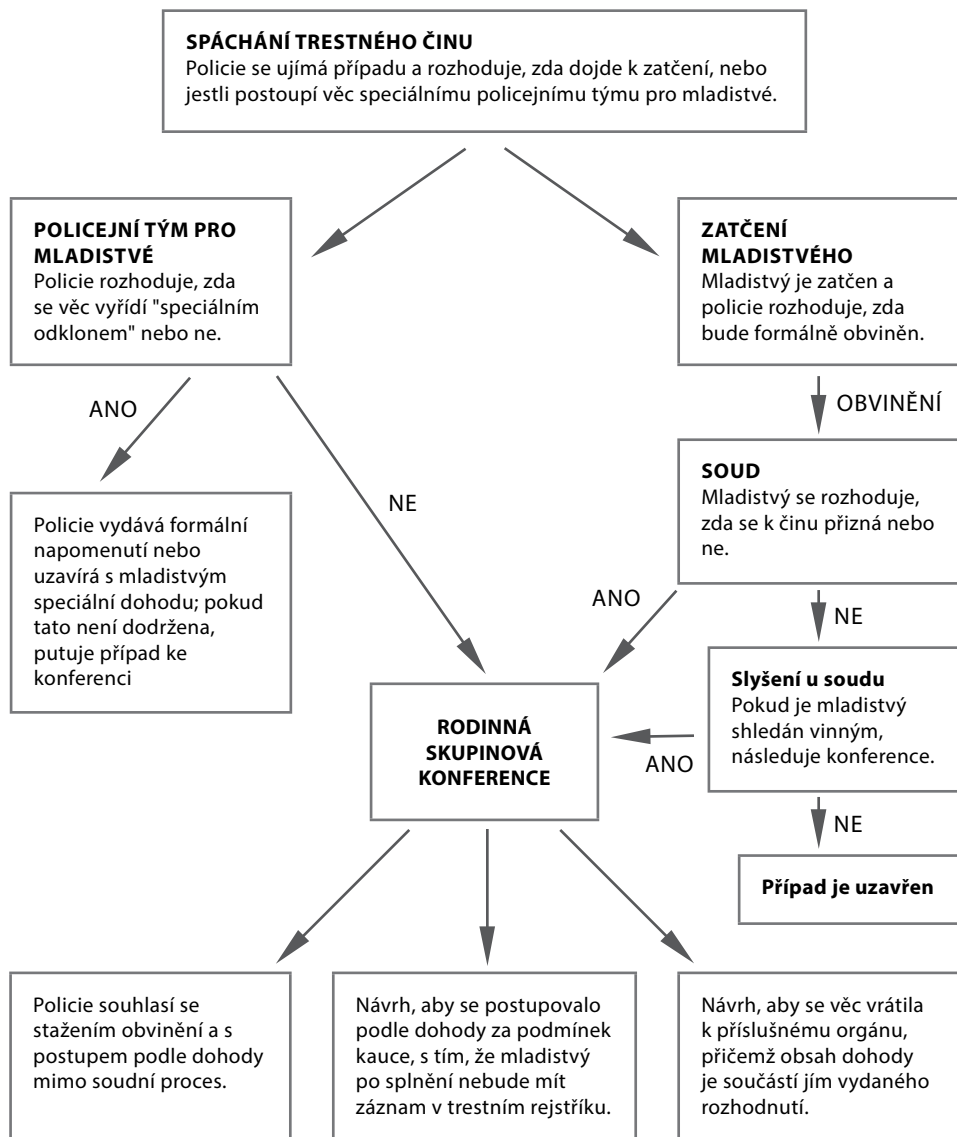 SPÁCHÁNÍ TRESTNÉHO ČINU
Policie se ujímá případu a rozhoduje, zda dojde k zatčení, nebo
jestli postoupí věc speciálnímu policejnímu týmu pro mladistvé.
POLICEJNÍ TÝM PRO
MLADISTVÉ
Policie rozhoduje, zda
se věc vyřídí "speciálním
odklonem" nebo ne.
ZATČENÍ
MLADISTVÉHO
Mladistvý je zatčen a
policie rozhoduje, zda
bude formálně obviněn.
ANO
NE
OBVINĚNÍ
Policie vydává formální
napomenutí nebo
uzavírá s mladistvým
speciální dohodu; pokud
tato není dodržena,
putuje případ ke
konferenci
SOUD
Mladistvý se rozhoduje,
zda se k činu přizná nebo
ne.
ANO
NE
Slyšení u soudu
Pokud je mladistvý
shledán vinným,
následuje konference.
RODINNÁ
SKUPINOVÁ
KONFERENCE
ANO
NE
Případ je uzavřen
Policie souhlasí se
stažením obvinění a s
postupem podle dohody
mimo soudní proces.
Návrh, aby se postupovalo
podle dohody za podmínek
kauce, s tím, že mladistvý
po splnění nebude mít
záznam v trestním rejstříku.
Návrh, aby se věc vrátila
k příslušnému orgánu,
přičemž obsah dohody
je součástí jím vydaného
rozhodnutí.